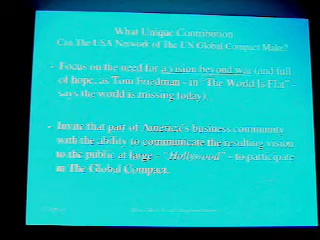 What Unique Contribution
Can The USA Network of The UN Global Compact Make?
- Focus on the need for a vision beyond war (and full
of hope, as Tom Friedman - in "The World Is Flat"
says the world is missing today).
- Invite that part of America's business community
with the ability to communicate the resulting vision
to the public at large - "Hollywood" - to participate
in The Global Compact.